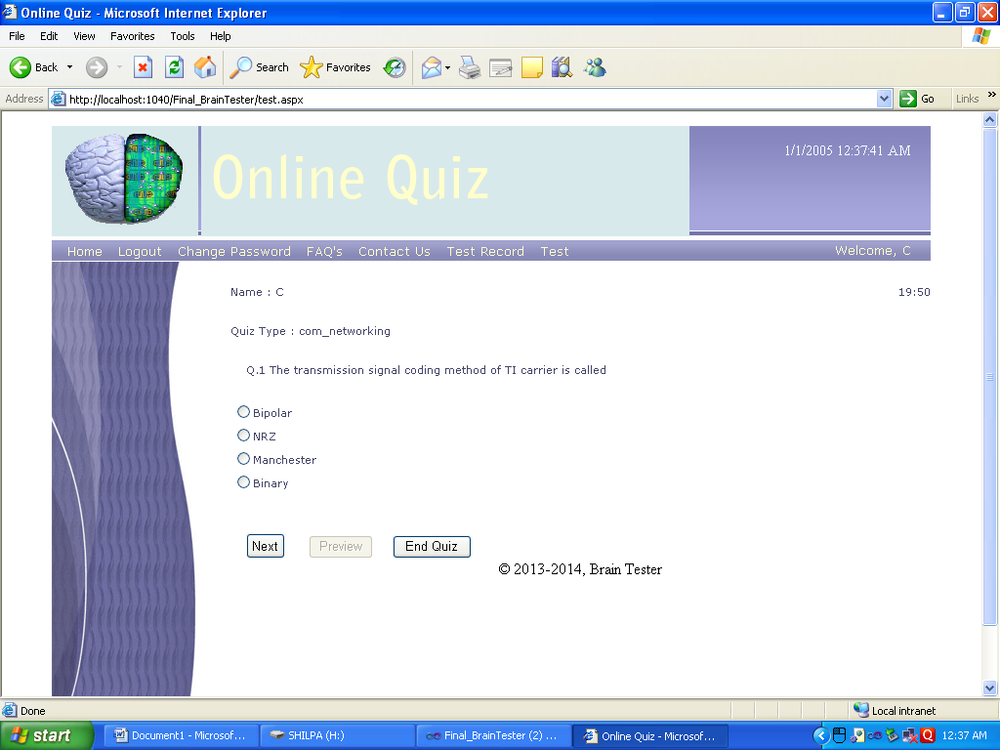 Online Quiz - Microsoft Internet Explorer
File Edit View Favorites Tools Help
Back Search Favorites
Address http://localhost:1040/Final_BrainTester/test.aspx Go Links »
Online Quiz
1/1/2005 12:37:41 AM
Home Logout Change Password FAQ's Contact Us Test Record Test Welcome, C
Name : C 19:50
Quiz Type : com_networking
Q.1 The transmission signal coding method of TI carrier is called
Bipolar
NRZ
Manchester
Binary
Next Preview End Quiz
© 2013-2014, Brain Tester
Done Local intranet
start Document1 - Microsof... SHILPA (H:) Final_BrainTester (2) ... Online Quiz - Microsof... Q 12:37 AM